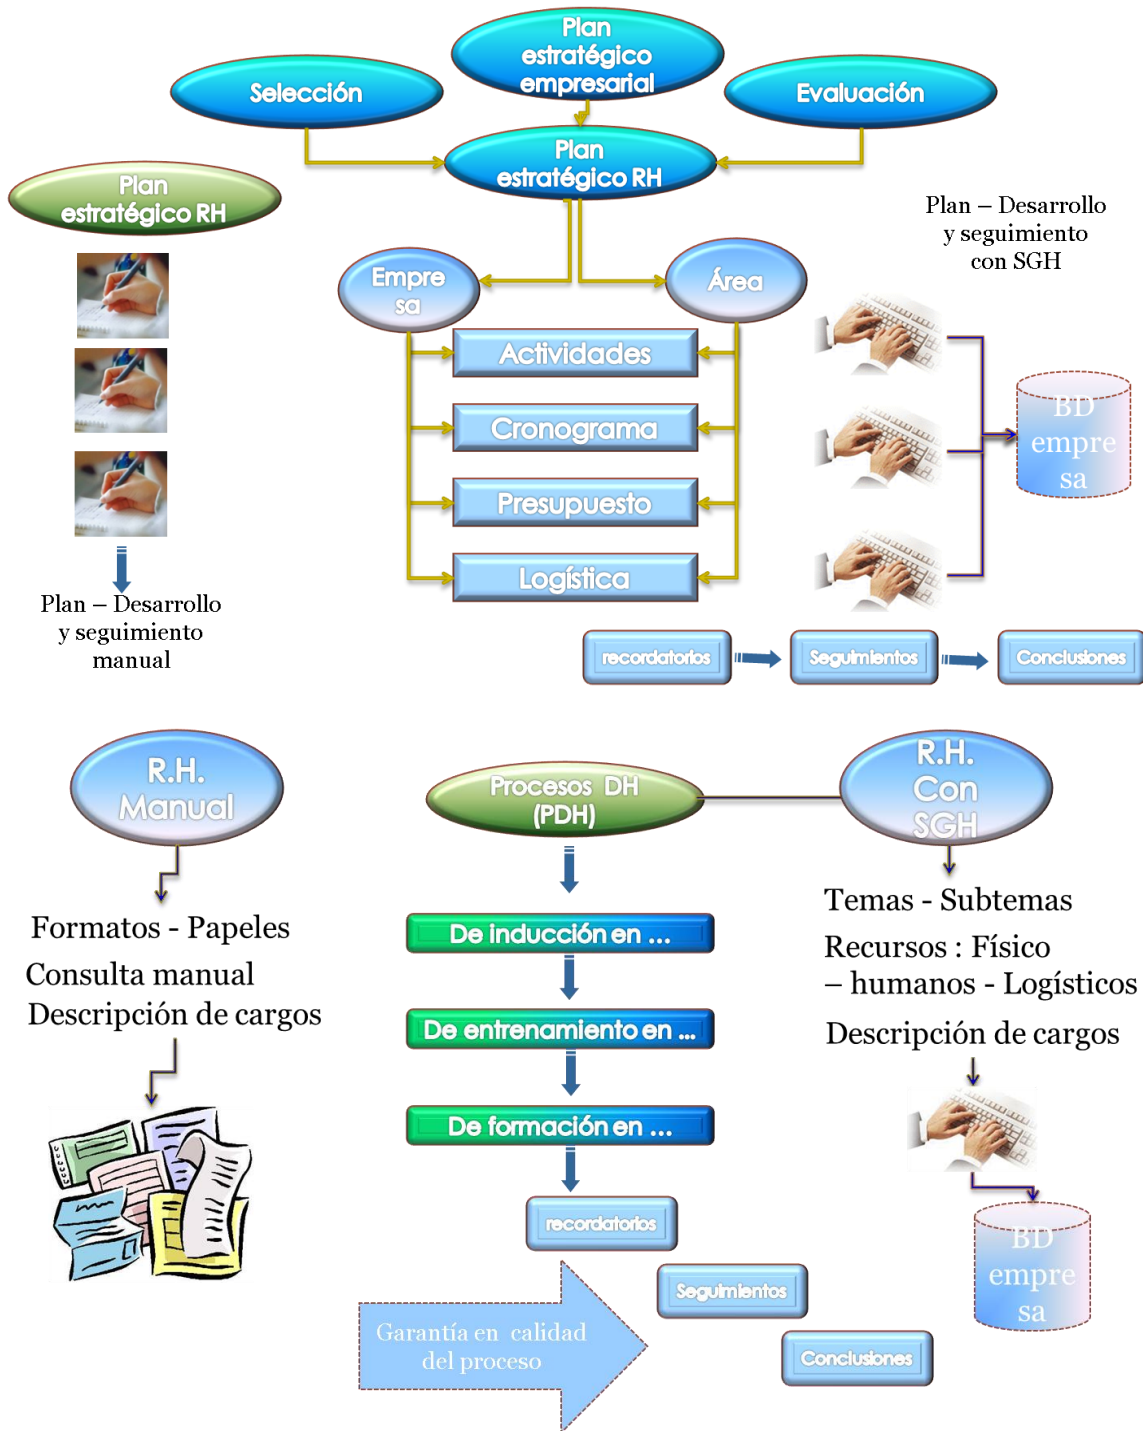 Plan
estratégico
empresarial
Selección
Evaluación
Plan
estratégico RH
Plan
estratégico RH
Plan – Desarrollo
y seguimiento
con SGH
Empre
sa
Área
Actividades
Cronograma
Presupuesto
Logística
BD
empre
sa
Plan – Desarrollo
y seguimiento
manual
recordatorios
Seguimientos
Conclusiones
R.H.
Manual
Procesos DH
(PDH)
R.H.
Con
SGH
Formatos - Papeles
Consulta manual
Descripción de cargos
De inducción en ...
De entrenamiento en ...
De formación en ...
Temas - Subtemas
Recursos : Físico
– humanos - Logísticos
Descripción de cargos
recordatorios
Seguimientos
Conclusiones
Garantía en calidad
del proceso
BD
empre
sa